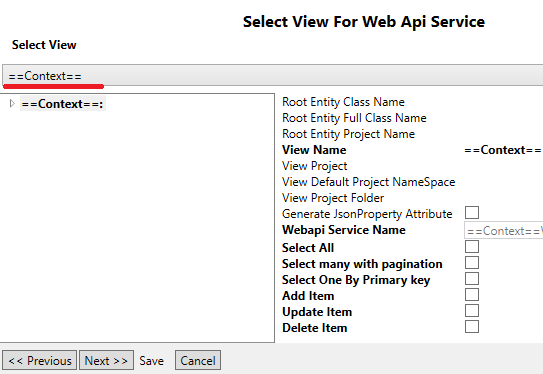 Select View For Web Api Service
Select View
==Context==
==Context==:
Root Entity Class Name
Root Entity Full Class Name
Root Entity Project Name
View Name ==Context==
View Project
View Default Project NameSpace
View Project Folder
Generate JsonProperty Attribute
Webapi Service Name ==Context==V
Select All
Select many with pagination
Select One By Primary key
Add Item
Update Item
Delete Item
<< Previous Next >> Save Cancel